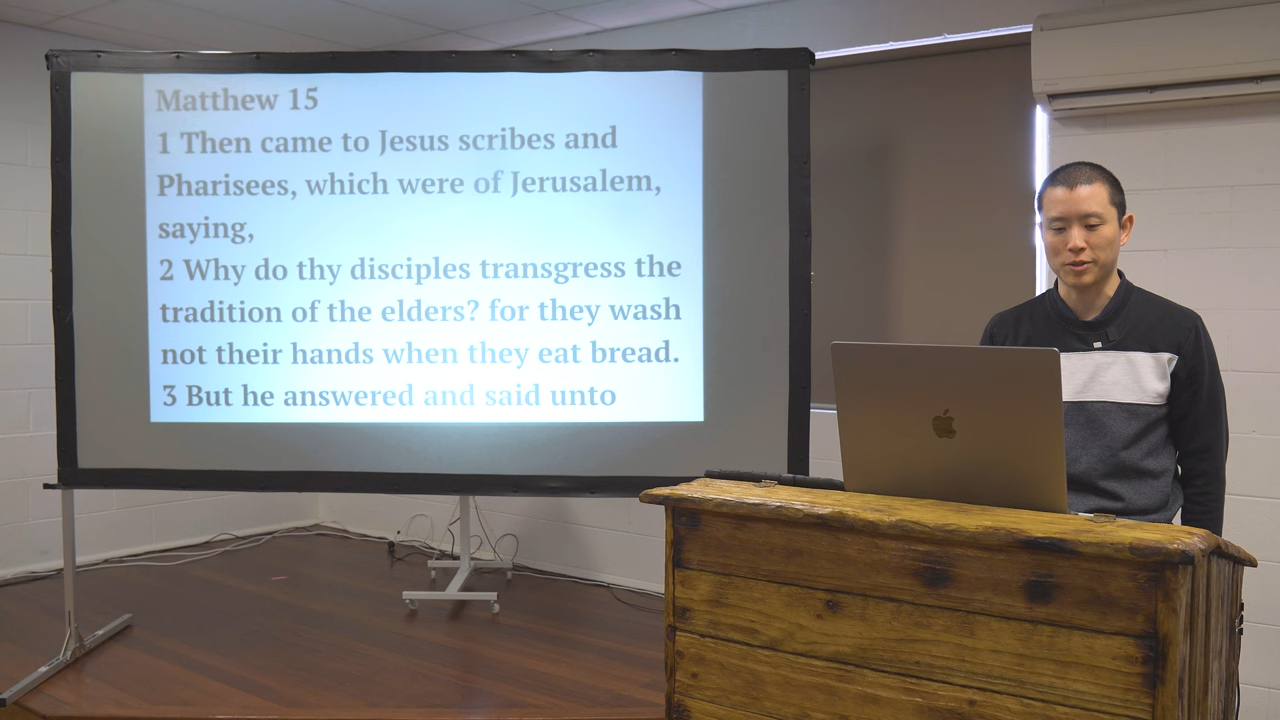 Matthew 15
1 Then came to Jesus scribes and
Pharisees, which were of Jerusalem,
saying,
2 Why do thy disciples transgress the
tradition of the elders? for they wash
not their hands when they eat bread.
3 But he answered and said unto